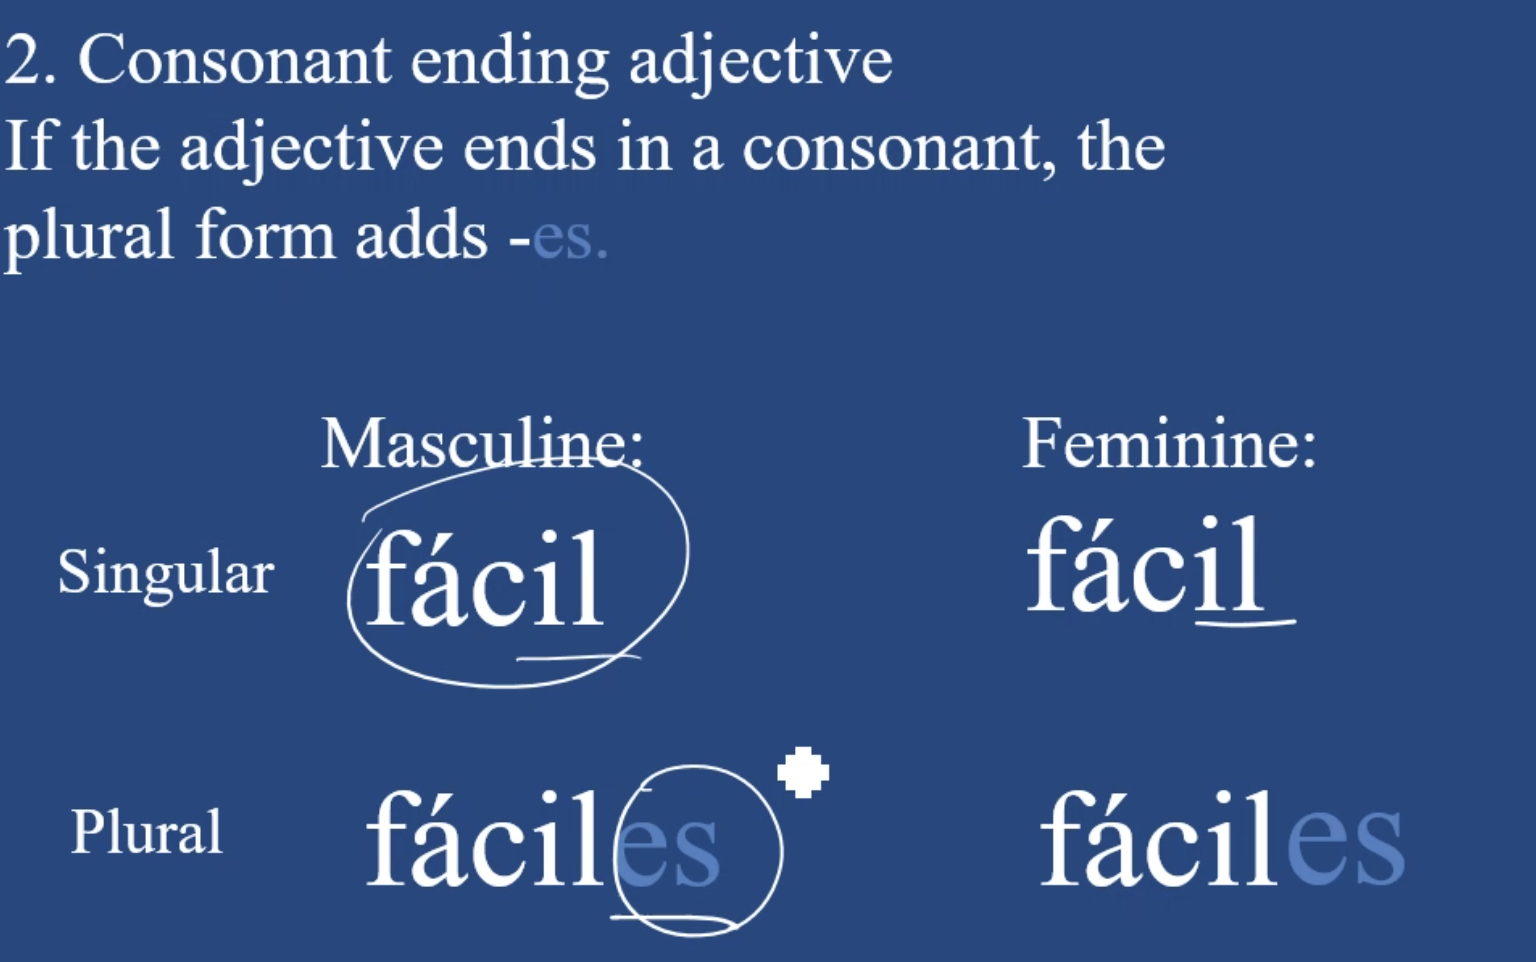 2. Consonant ending adjective
If the adjective ends in a consonant, the
plural form adds -es.
Masculine: Feminine:
Singular fácil fácil
Plural fáciles fáciles